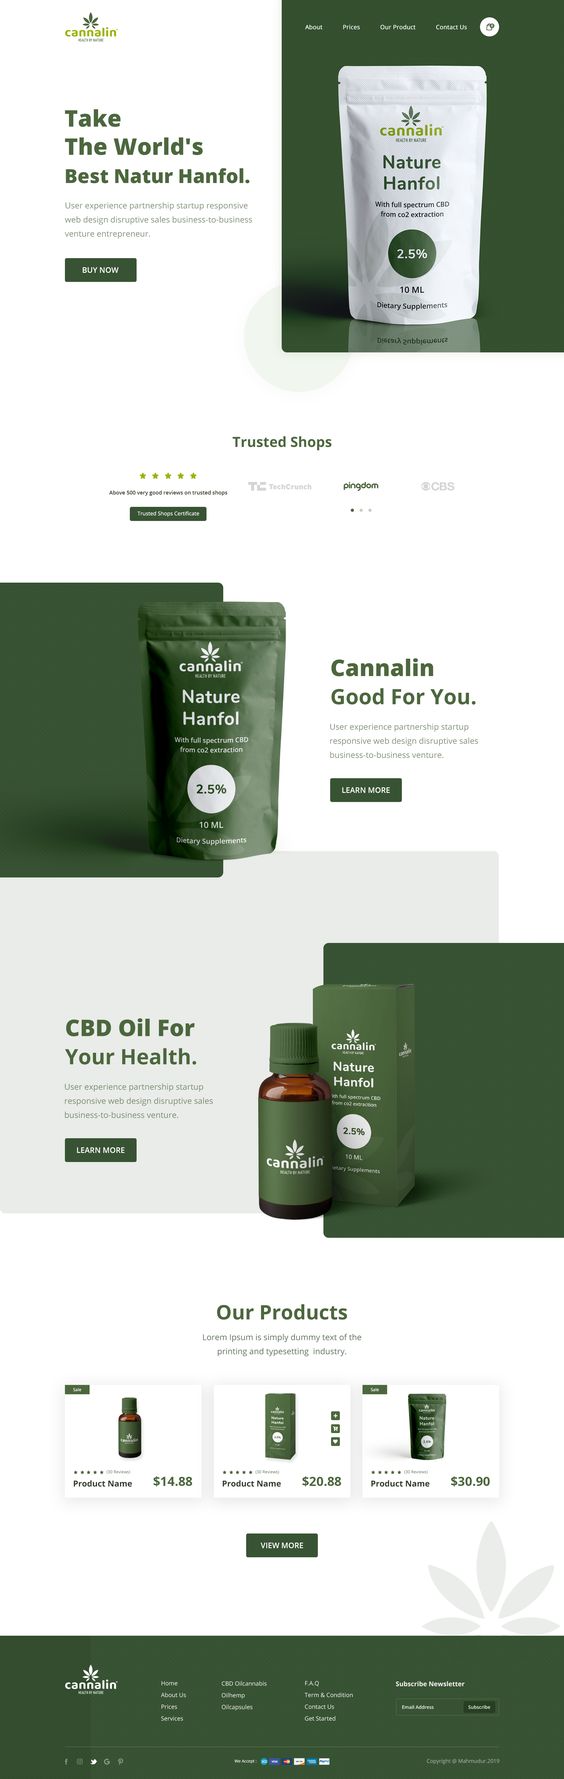 cannalin
HEALTH BY NATURE
About
Prices
Our Product
Contact Us
Take
The World's
Best Natur Hanfol.
User experience partnership startup responsive
web design disruptive sales business-to-business
venture entrepreneur.
BUY NOW
cannalin
HEALTH BY NATURE
Nature
Hanfol
With full spectrum CBD
from co2 extraction
2.5%
10 ML
Dietary Supplements
Trusted Shops
Above 500 very good reviews on trusted shops
Trusted Shops Certificate
TC TechCrunch
pingdom
CBS
cannalin
HEALTH BY NATURE
Nature
Hanfol
With full spectrum CBD
from co2 extraction
2.5%
10 ML
Dietary Supplements
Cannalin
Good For You.
User experience partnership startup
responsive web design disruptive sales
business-to-business venture.
LEARN MORE
CBD Oil For
Your Health.
User experience partnership startup
responsive web design disruptive sales
business-to-business venture.
LEARN MORE
cannalin
HEALTH BY NATURE
cannalin
HEALTH BY NATURE
Nature
Hanfol
ith full spectrum CBD
from co2 extraction
2.5%
10 ML
etary Supplements
Our Products
Lorem Ipsum is simply dummy text of the
printing and typesetting industry.
Sale
cannalin
(30 Reviews)
Product Name
$14.88
Nature
Hanfol
(30 Reviews)
Product Name
$20.88
Sale
Nature
Hanfol
(30 Reviews)
Product Name
$30.90
VIEW MORE
cannalin
HEALTH BY NATURE
Home
About Us
Prices
Services
CBD Oilcannabis
Oilhemp
Oilcapsules
F.A.Q
Term & Condition
Contact Us
Get Started
Subscribe Newsletter
Email Address
Subscribe
We Accept :
Copyright @ Mahmudur.2019